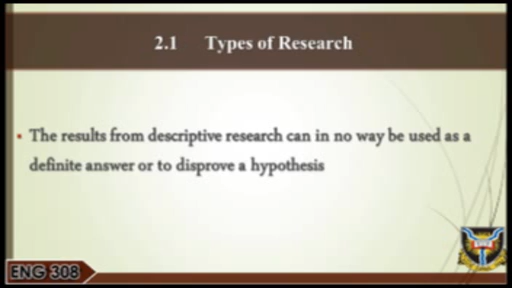 2.1 Types of Research
The results from descriptive research can in no way be used as a
definite answer or to disprove a hypothesis
ENG 308